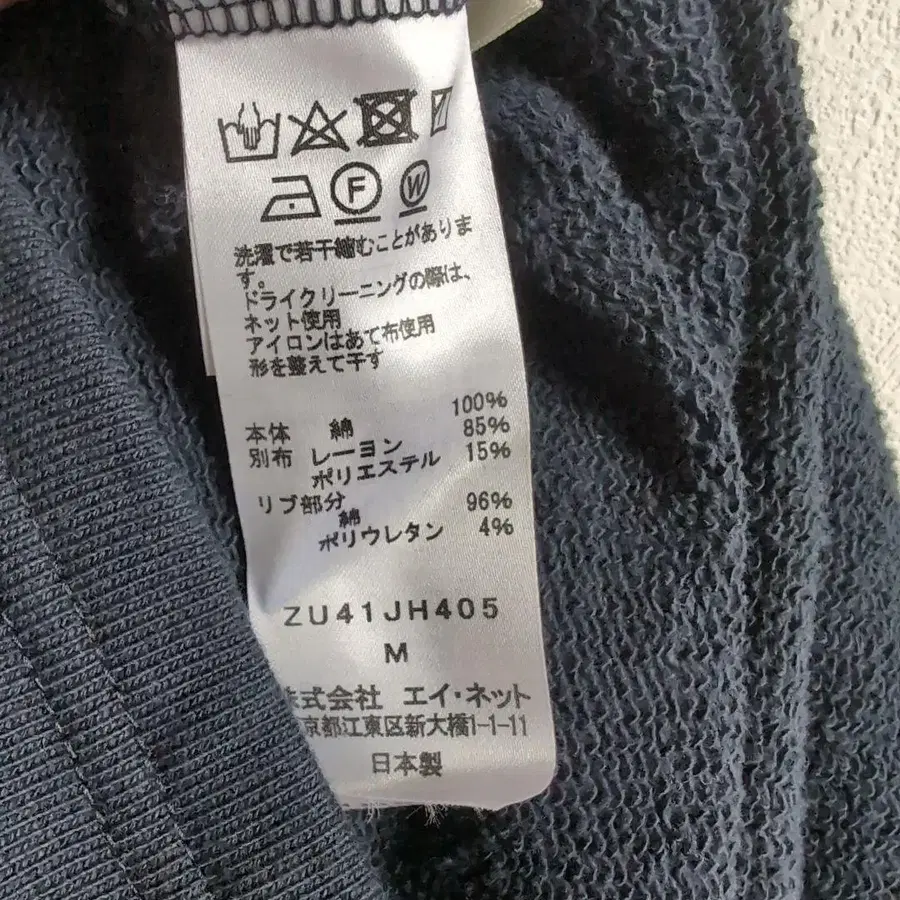 F W
洗濯で若干縮むことがありま
す。
ドライクリーニングの際は、
ネット使用
アイロンはあて布使用
形を整えて干す
本体 綿 100%
別布 レーヨン 85%
ポリエステル 15%
リブ部分
綿 96%
ポリウレタン 4%
ZU41JH405
M
式会社 エイ・ネット
京都江東区新大橋1-1-11
日本製